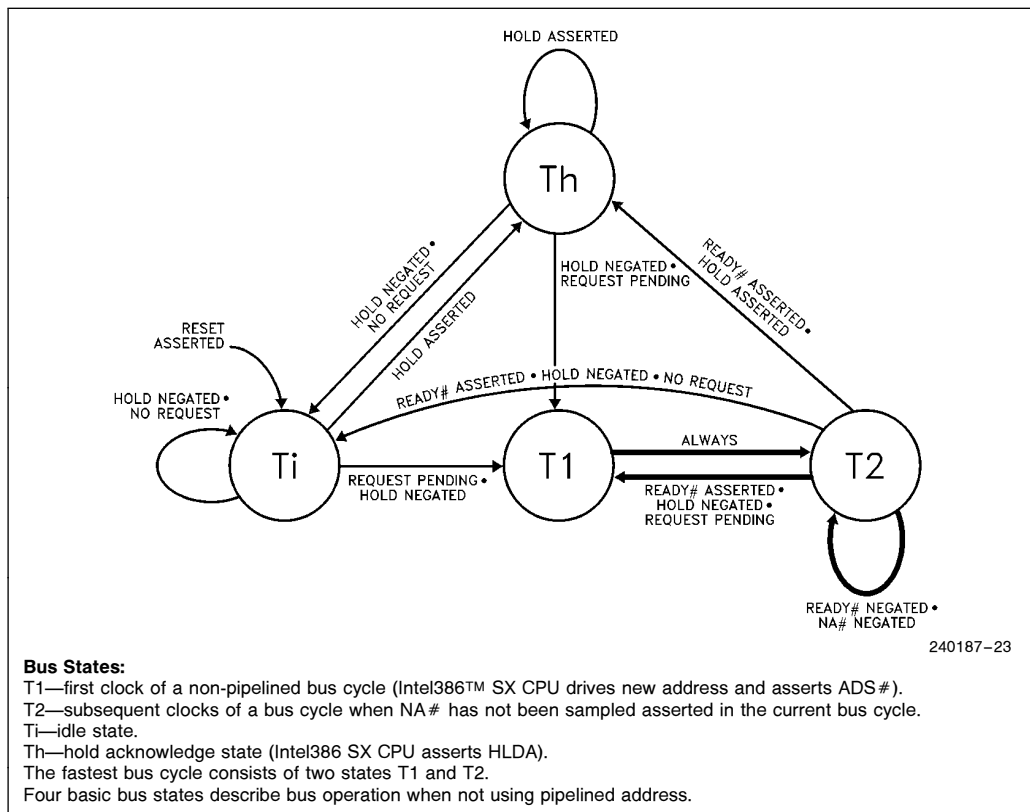 HOLD ASSERTED
Th
HOLD NEGATED •
NO REQUEST
HOLD ASSERTED
HOLD NEGATED •
REQUEST PENDING
READY# ASSERTED •
HOLD ASSERTED
RESET
ASSERTED
HOLD NEGATED •
NO REQUEST
READY# ASSERTED • HOLD NEGATED • NO REQUEST
Ti
REQUEST PENDING •
HOLD NEGATED
T1
ALWAYS
READY# ASSERTED •
HOLD NEGATED •
REQUEST PENDING
T2
READY# NEGATED •
NA# NEGATED
240187–23
Bus States:
T1—first clock of a non-pipelined bus cycle (Intel386™ SX CPU drives new address and asserts ADS#).
T2—subsequent clocks of a bus cycle when NA# has not been sampled asserted in the current bus cycle.
Ti—idle state.
Th—hold acknowledge state (Intel386 SX CPU asserts HLDA).
The fastest bus cycle consists of two states T1 and T2.
Four basic bus states describe bus operation when not using pipelined address.